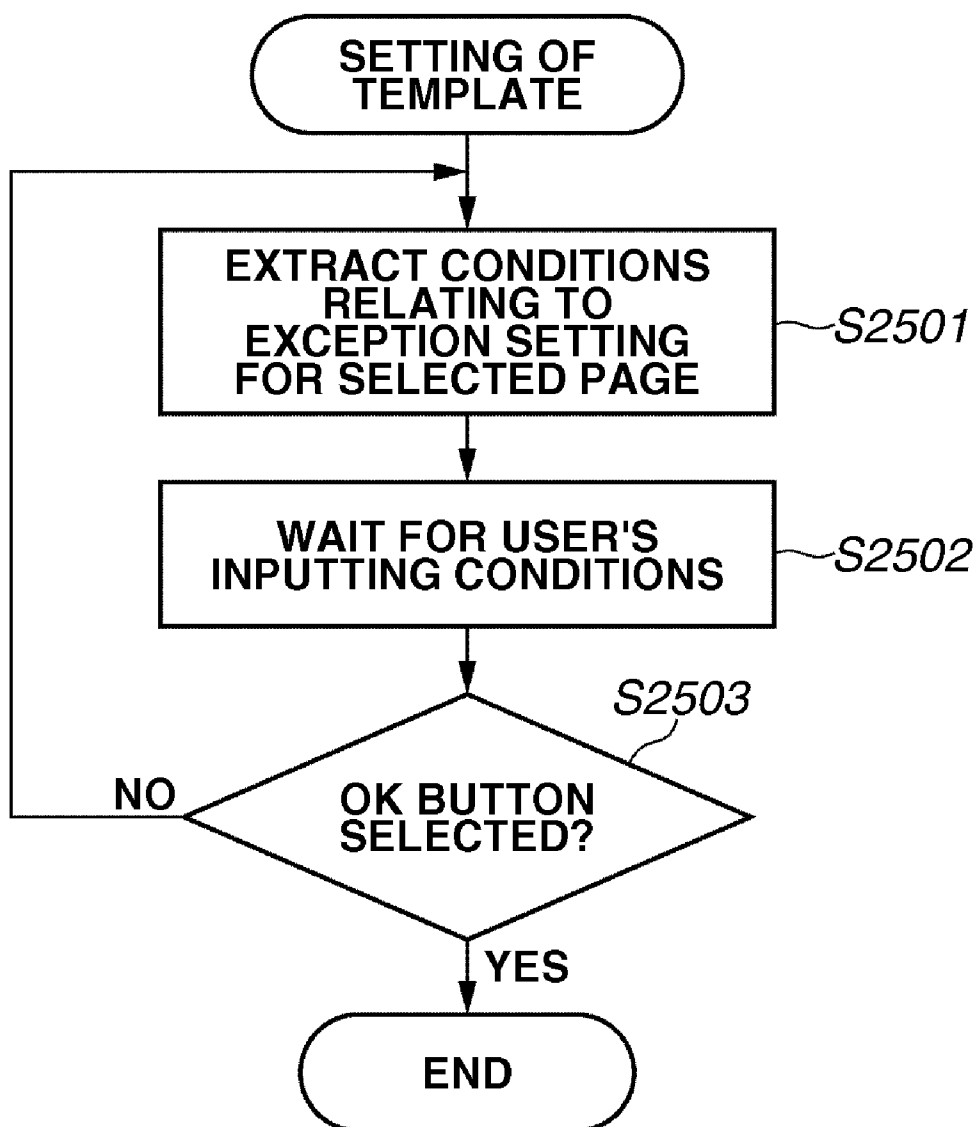 SETTING OF
TEMPLATE
EXTRACT CONDITIONS
RELATING TO
EXCEPTION SETTING
FOR SELECTED PAGE
S2501
WAIT FOR USER'S
INPUTTING CONDITIONS
S2502
S2503
OK BUTTON
SELECTED?
NO
YES
END